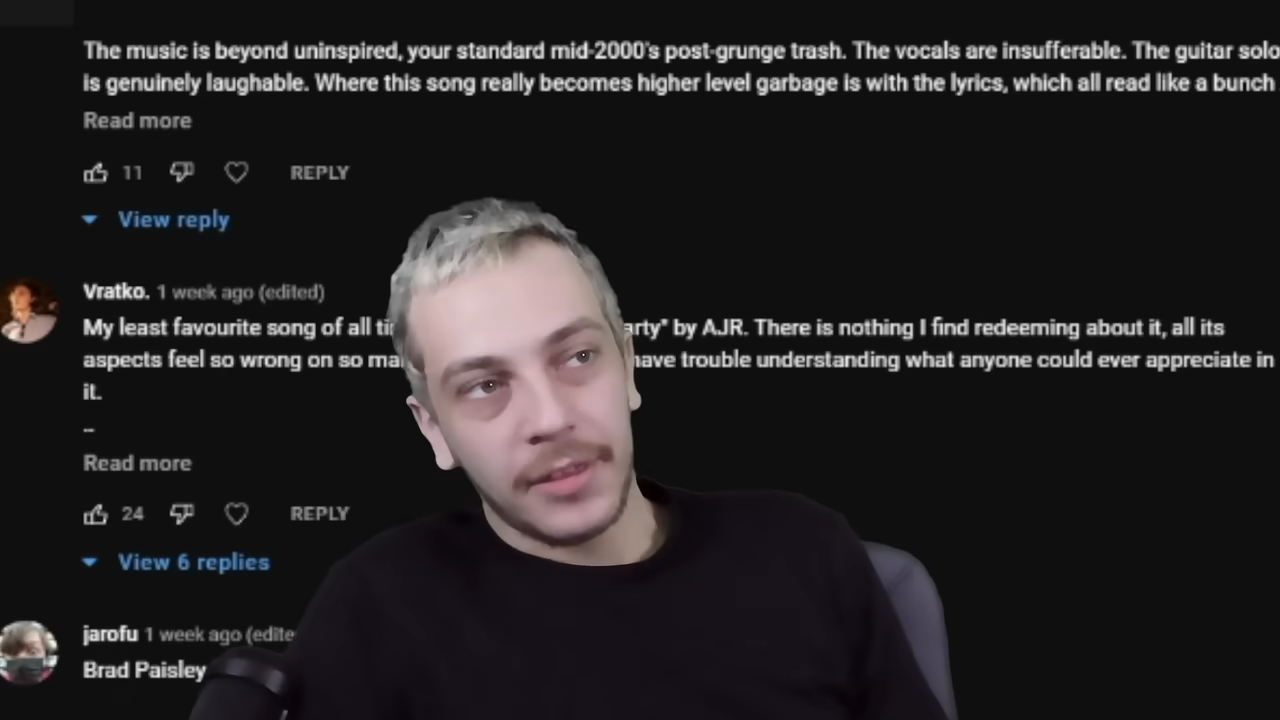 The music is beyond uninspired, your standard mid-2000's post-grunge trash. The vocals are insufferable. The guitar solo
is genuinely laughable. Where this song really becomes higher level garbage is with the lyrics, which all read like a bunch
Read more
11 REPLY
View reply
Vratko. 1 week ago (edited)
My least favourite song of all arty" by AJR. There is nothing I find redeeming about it, all its
aspects feel so wrong on so have trouble understanding what anyone could ever appreciate in
it.
--
Read more
24 REPLY
View 6 replies
jarofu 1 week ago (edite
Brad Paisley